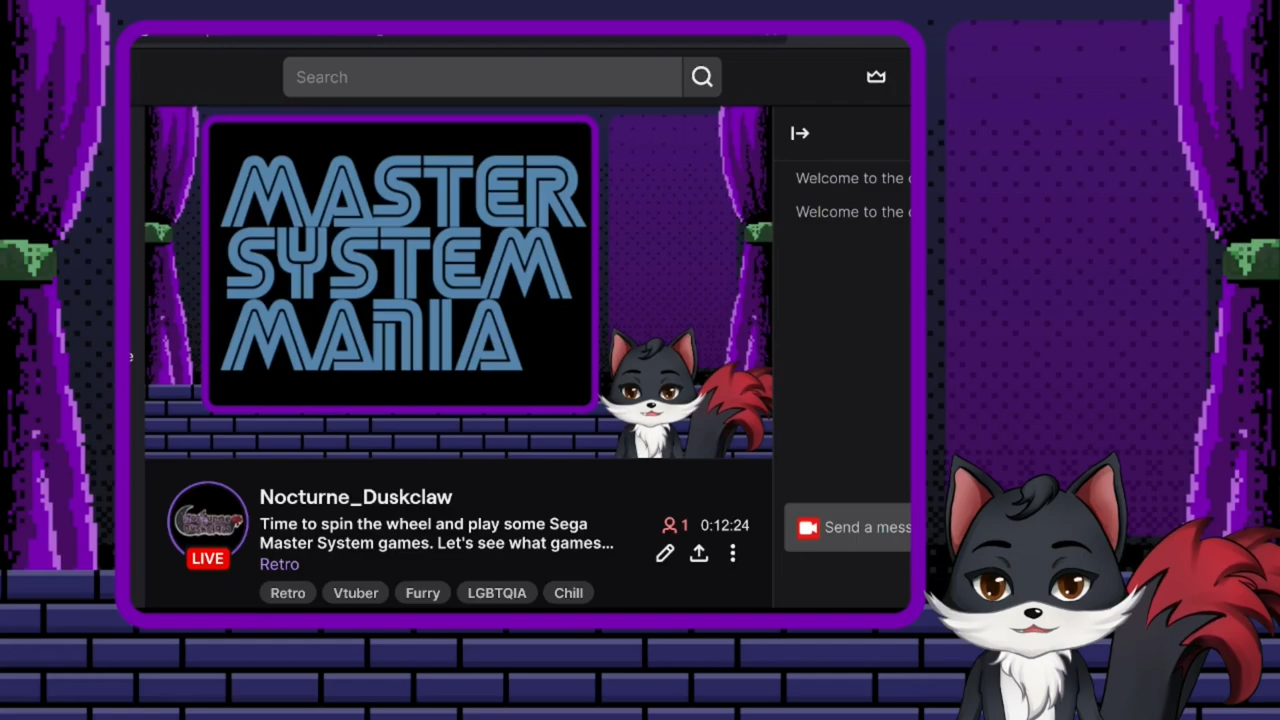 Search
MASTER
SYSTEM
MANIA
Welcome to the
Welcome to the
Nocturne_Duskclaw
Time to spin the wheel and play some Sega
Master System games. Let's see what games...
1 0:12:24
LIVE
Retro
Retro Vtuber Furry LGBTQIA Chill
Send a mess